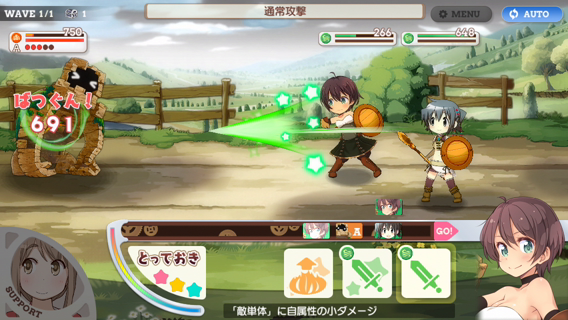 WAVE 1/1
1
通常攻撃
MENU
AUTO
750
A
266
648
ばつぐん!
691
A
GO!
とっておき
SUPPORT
「敵単体」に自属性の小ダメージ